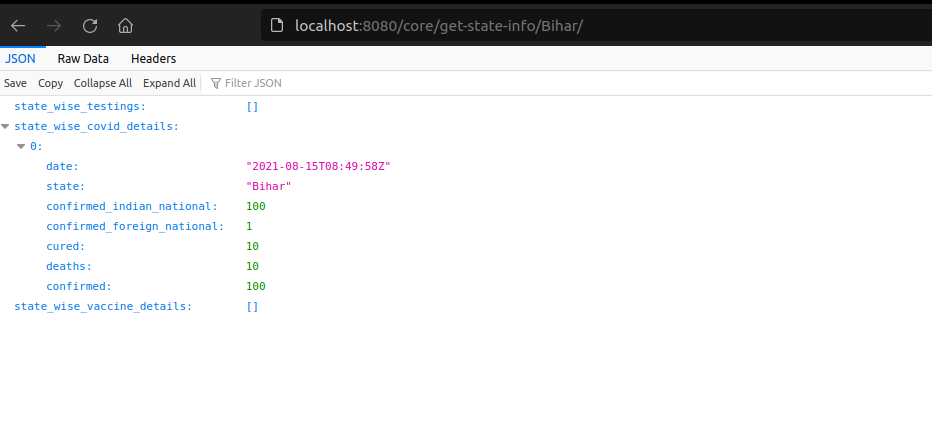 localhost:8080/core/get-state-info/Bihar/
JSON Raw Data Headers
Save Copy Collapse All Expand All Filter JSON
state_wise_testings: []
state_wise_covid_details:
0:
date: "2021-08-15T08:49:58Z"
state: "Bihar"
confirmed_indian_national: 100
confirmed_foreign_national: 1
cured: 10
deaths: 10
confirmed: 100
state_wise_vaccine_details: []